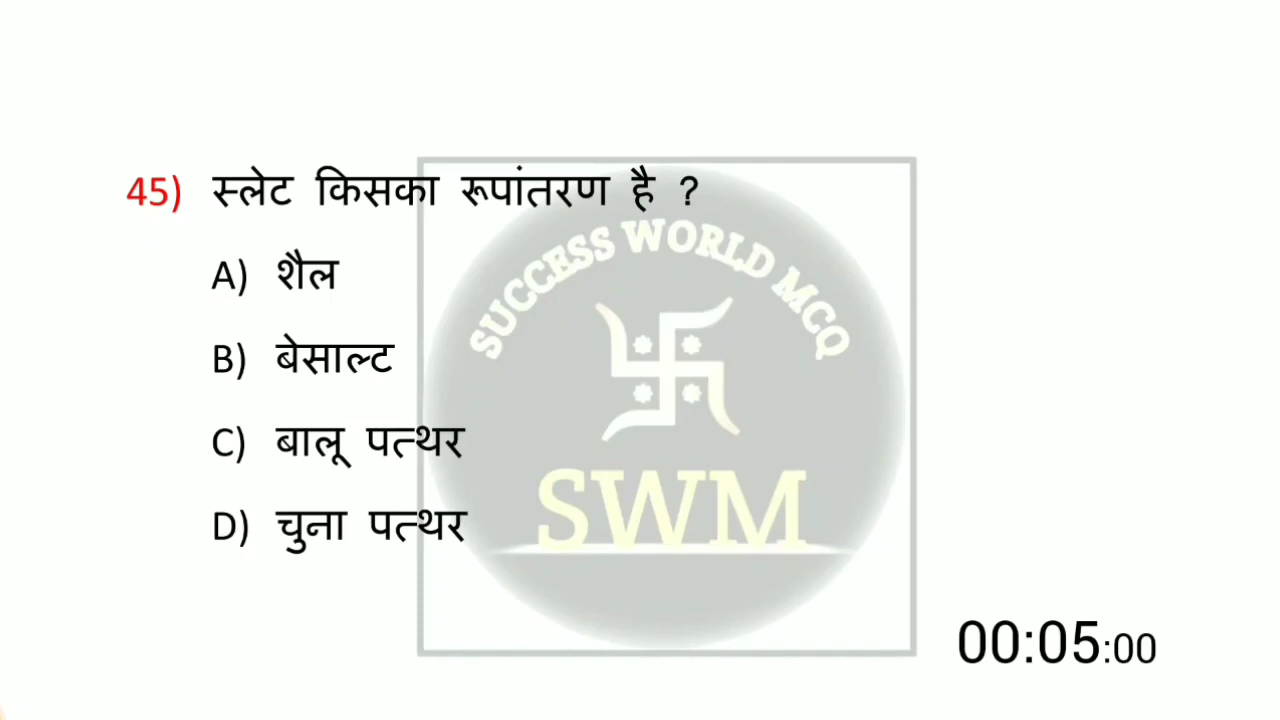 45) स्लेट किसका रूपांतरण है ?
A) शैल
B) बेसाल्ट
C) बालू पत्थर
D) चुना पत्थर
SUCCESS WORLD MCQ
SWM
00:05:00